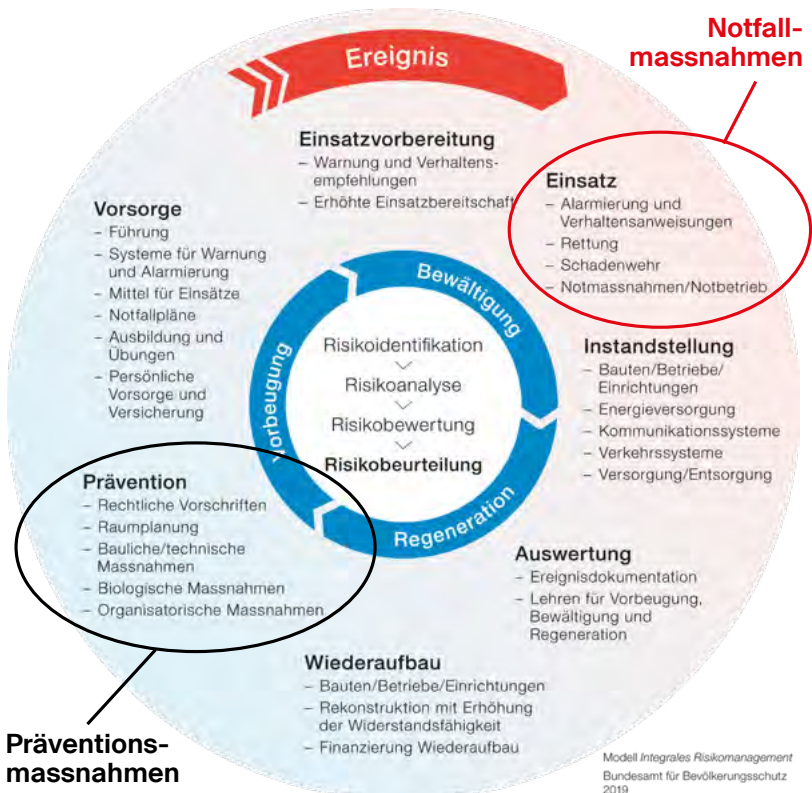 Notfall-
massnahmen
Ereignis
Einsatzvorbereitung
– Warnung und Verhaltens-
empfehlungen
– Erhöhte Einsatzbereitschaft
Einsatz
– Alarmierung und
Verhaltensanweisungen
– Rettung
– Schadenwehr
– Notmassnahmen/Notbetrieb
Vorsorge
– Führung
– Systeme für Warnung
und Alarmierung
– Mittel für Einsätze
– Notfallpläne
– Ausbildung und
Übungen
– Persönliche
Vorsorge und
Versicherung
Bewältigung
Vorbeugung
Regeneration
Risikoidentifikation
Risikoanalyse
Risikobewertung
Risikobeurteilung
Instandstellung
– Bauten/Betriebe/
Einrichtungen
– Energieversorgung
– Kommunikationssysteme
– Verkehrssysteme
– Versorgung/Entsorgung
Prävention
– Rechtliche Vorschriften
– Raumplanung
– Bauliche/technische
Massnahmen
– Biologische Massnahmen
– Organisatorische Massnahmen
Auswertung
– Ereignisdokumentation
– Lehren für Vorbeugung,
Bewältigung und
Regeneration
Wiederaufbau
– Bauten/Betriebe/Einrichtungen
– Rekonstruktion mit Erhöhung
der Widerstandsfähigkeit
– Finanzierung Wiederaufbau
Präventions-
massnahmen
Modell Integrales Risikomanagement
Bundesamt für Bevölkerungsschutz
2019